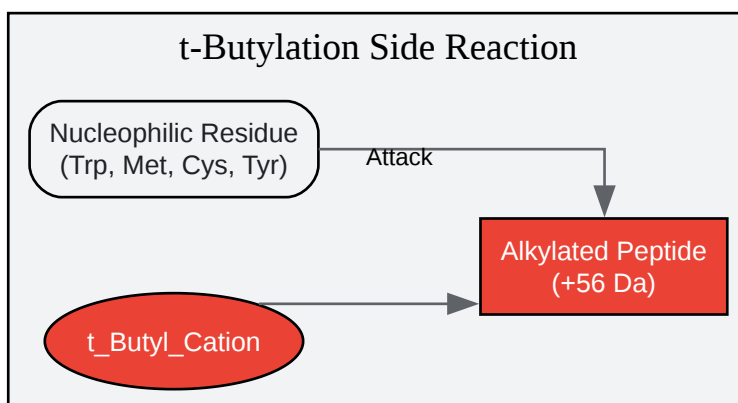 t-Butylation Side Reaction
Nucleophilic Residue
(Trp, Met, Cys, Tyr)
Attack
Alkylated Peptide
(+56 Da)
t_Butyl_Cation